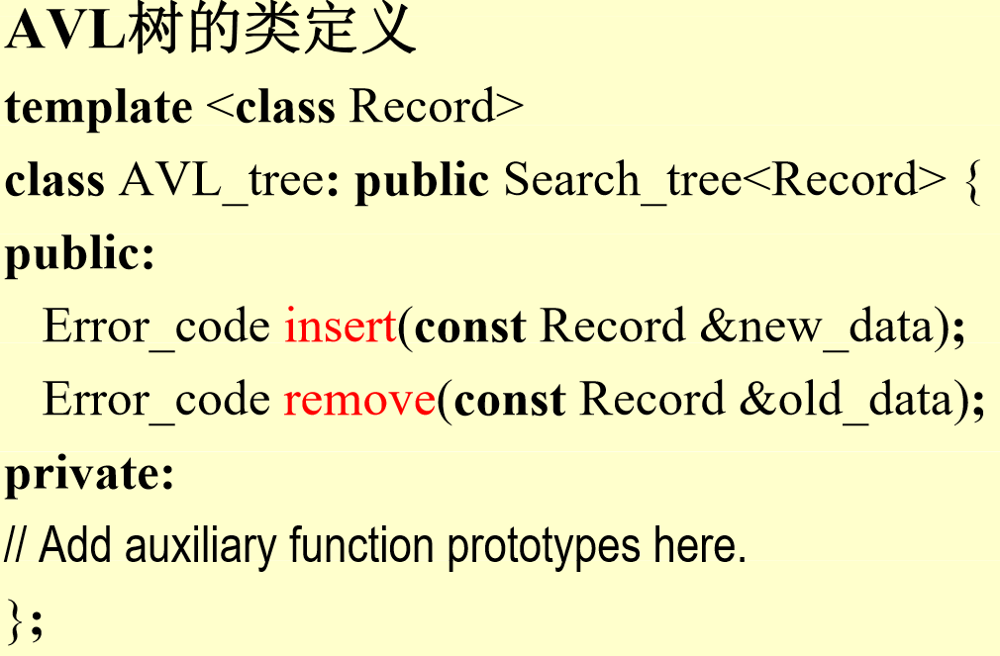 AVL树的类定义
template <class Record>
class AVL_tree: public Search_tree<Record> {
public:
Error_code insert(const Record &new_data);
Error_code remove(const Record &old_data);
private:
// Add auxiliary function prototypes here.
};